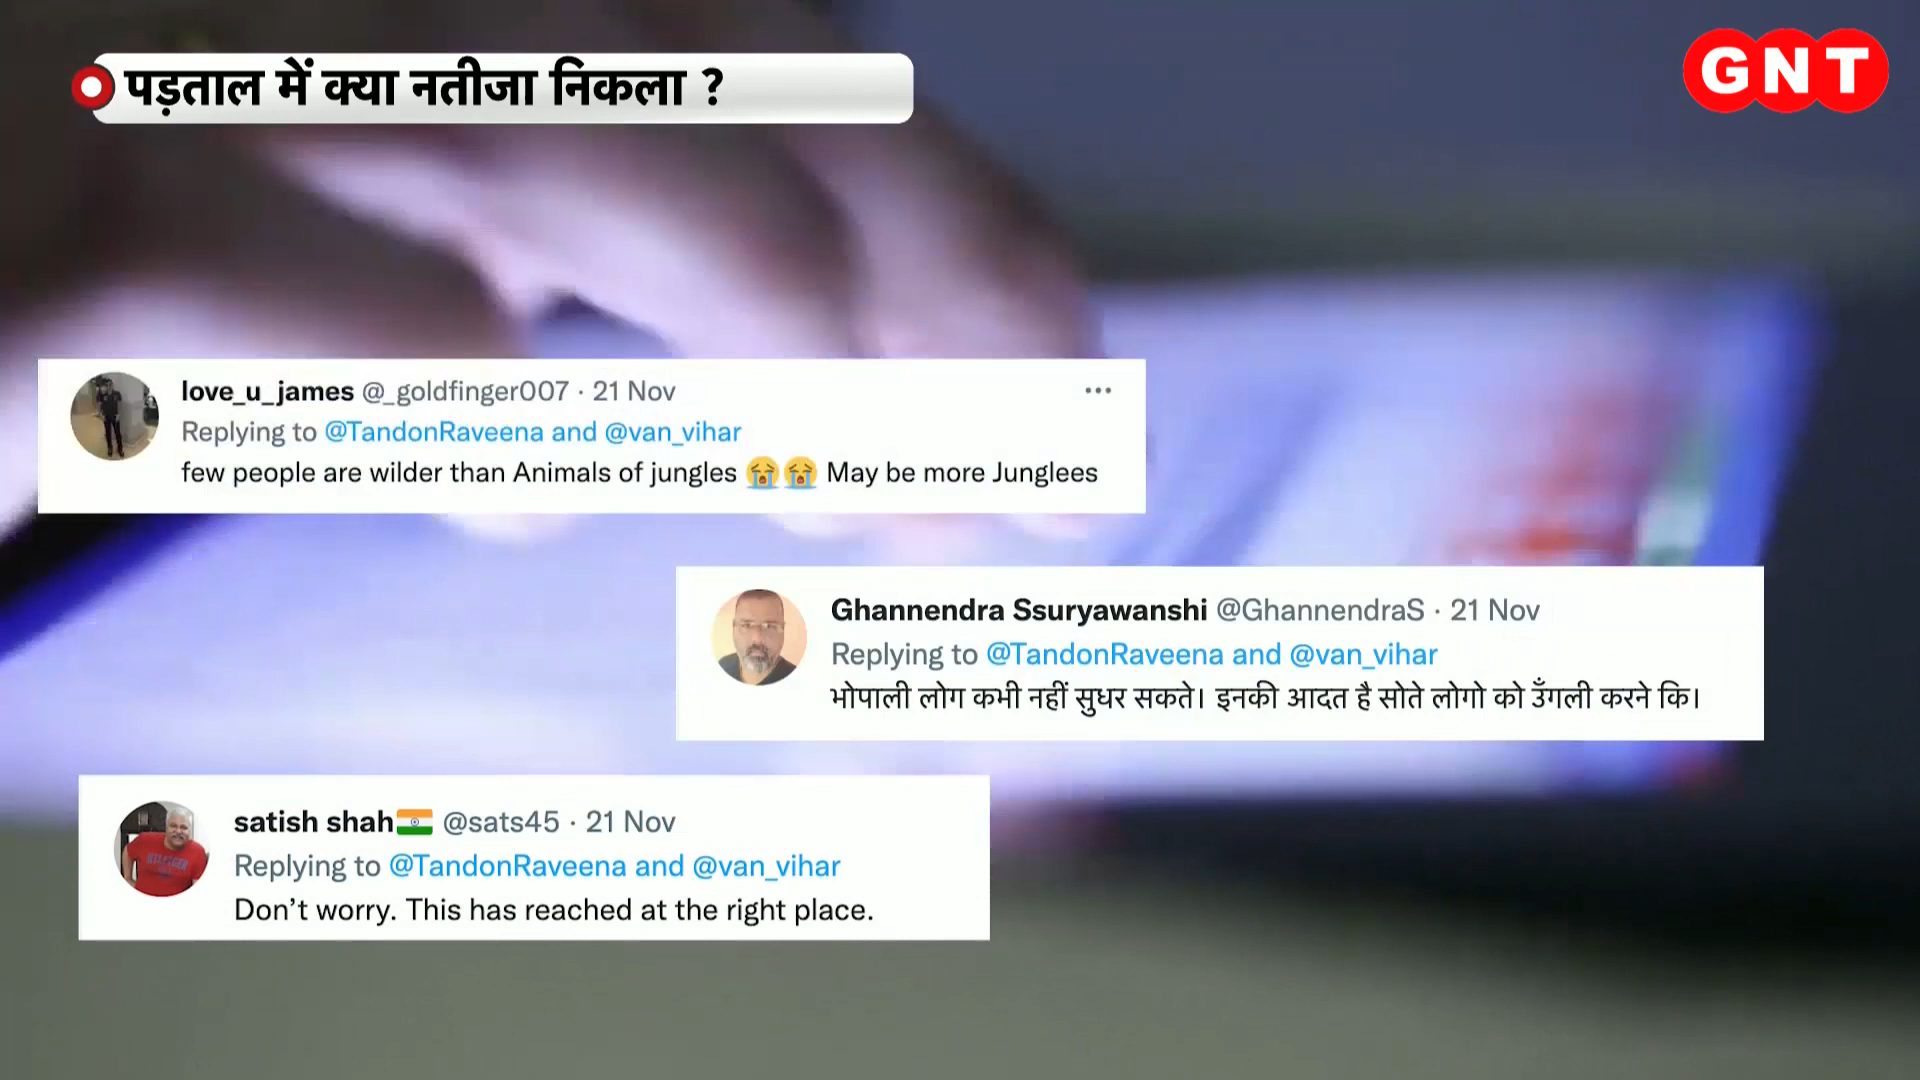 पड़ताल में क्या नतीजा निकला ?
GNT
love_u_james @_goldfinger007 · 21 Nov
Replying to @TandonRaveena and @van_vihar
few people are wilder than Animals of jungles 😭😭 May be more Junglees
Ghannendra Ssuryawanshi @GhannendraS · 21 Nov
Replying to @TandonRaveena and @van_vihar
भोपाली लोग कभी नहीं सुधर सकते। इनकी आदत है सोते लोगो को उँगली करने कि।
satish shah🇮🇳 @sats45 · 21 Nov
Replying to @TandonRaveena and @van_vihar
Don’t worry. This has reached at the right place.